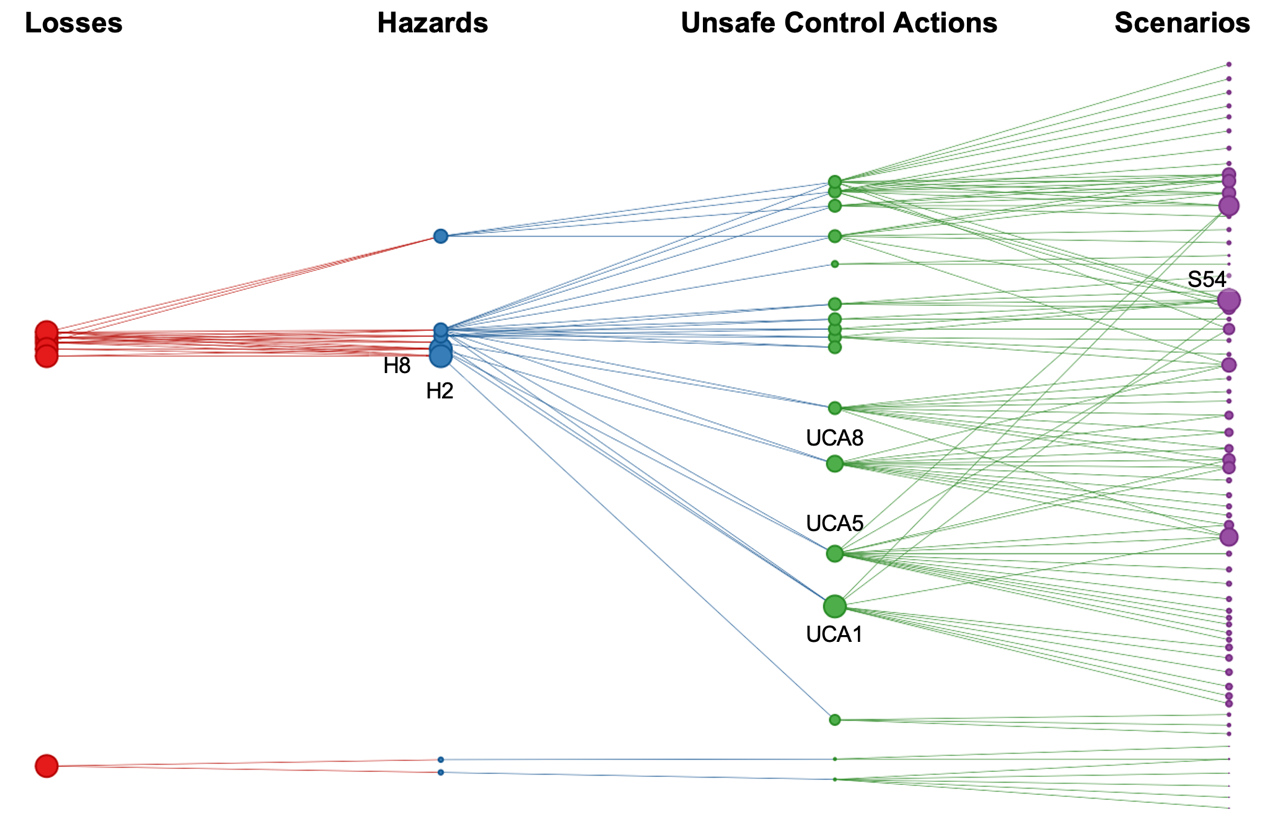 Losses Hazards Unsafe Control Actions Scenarios
S54
H8
H2
UCA8
UCA5
UCA1